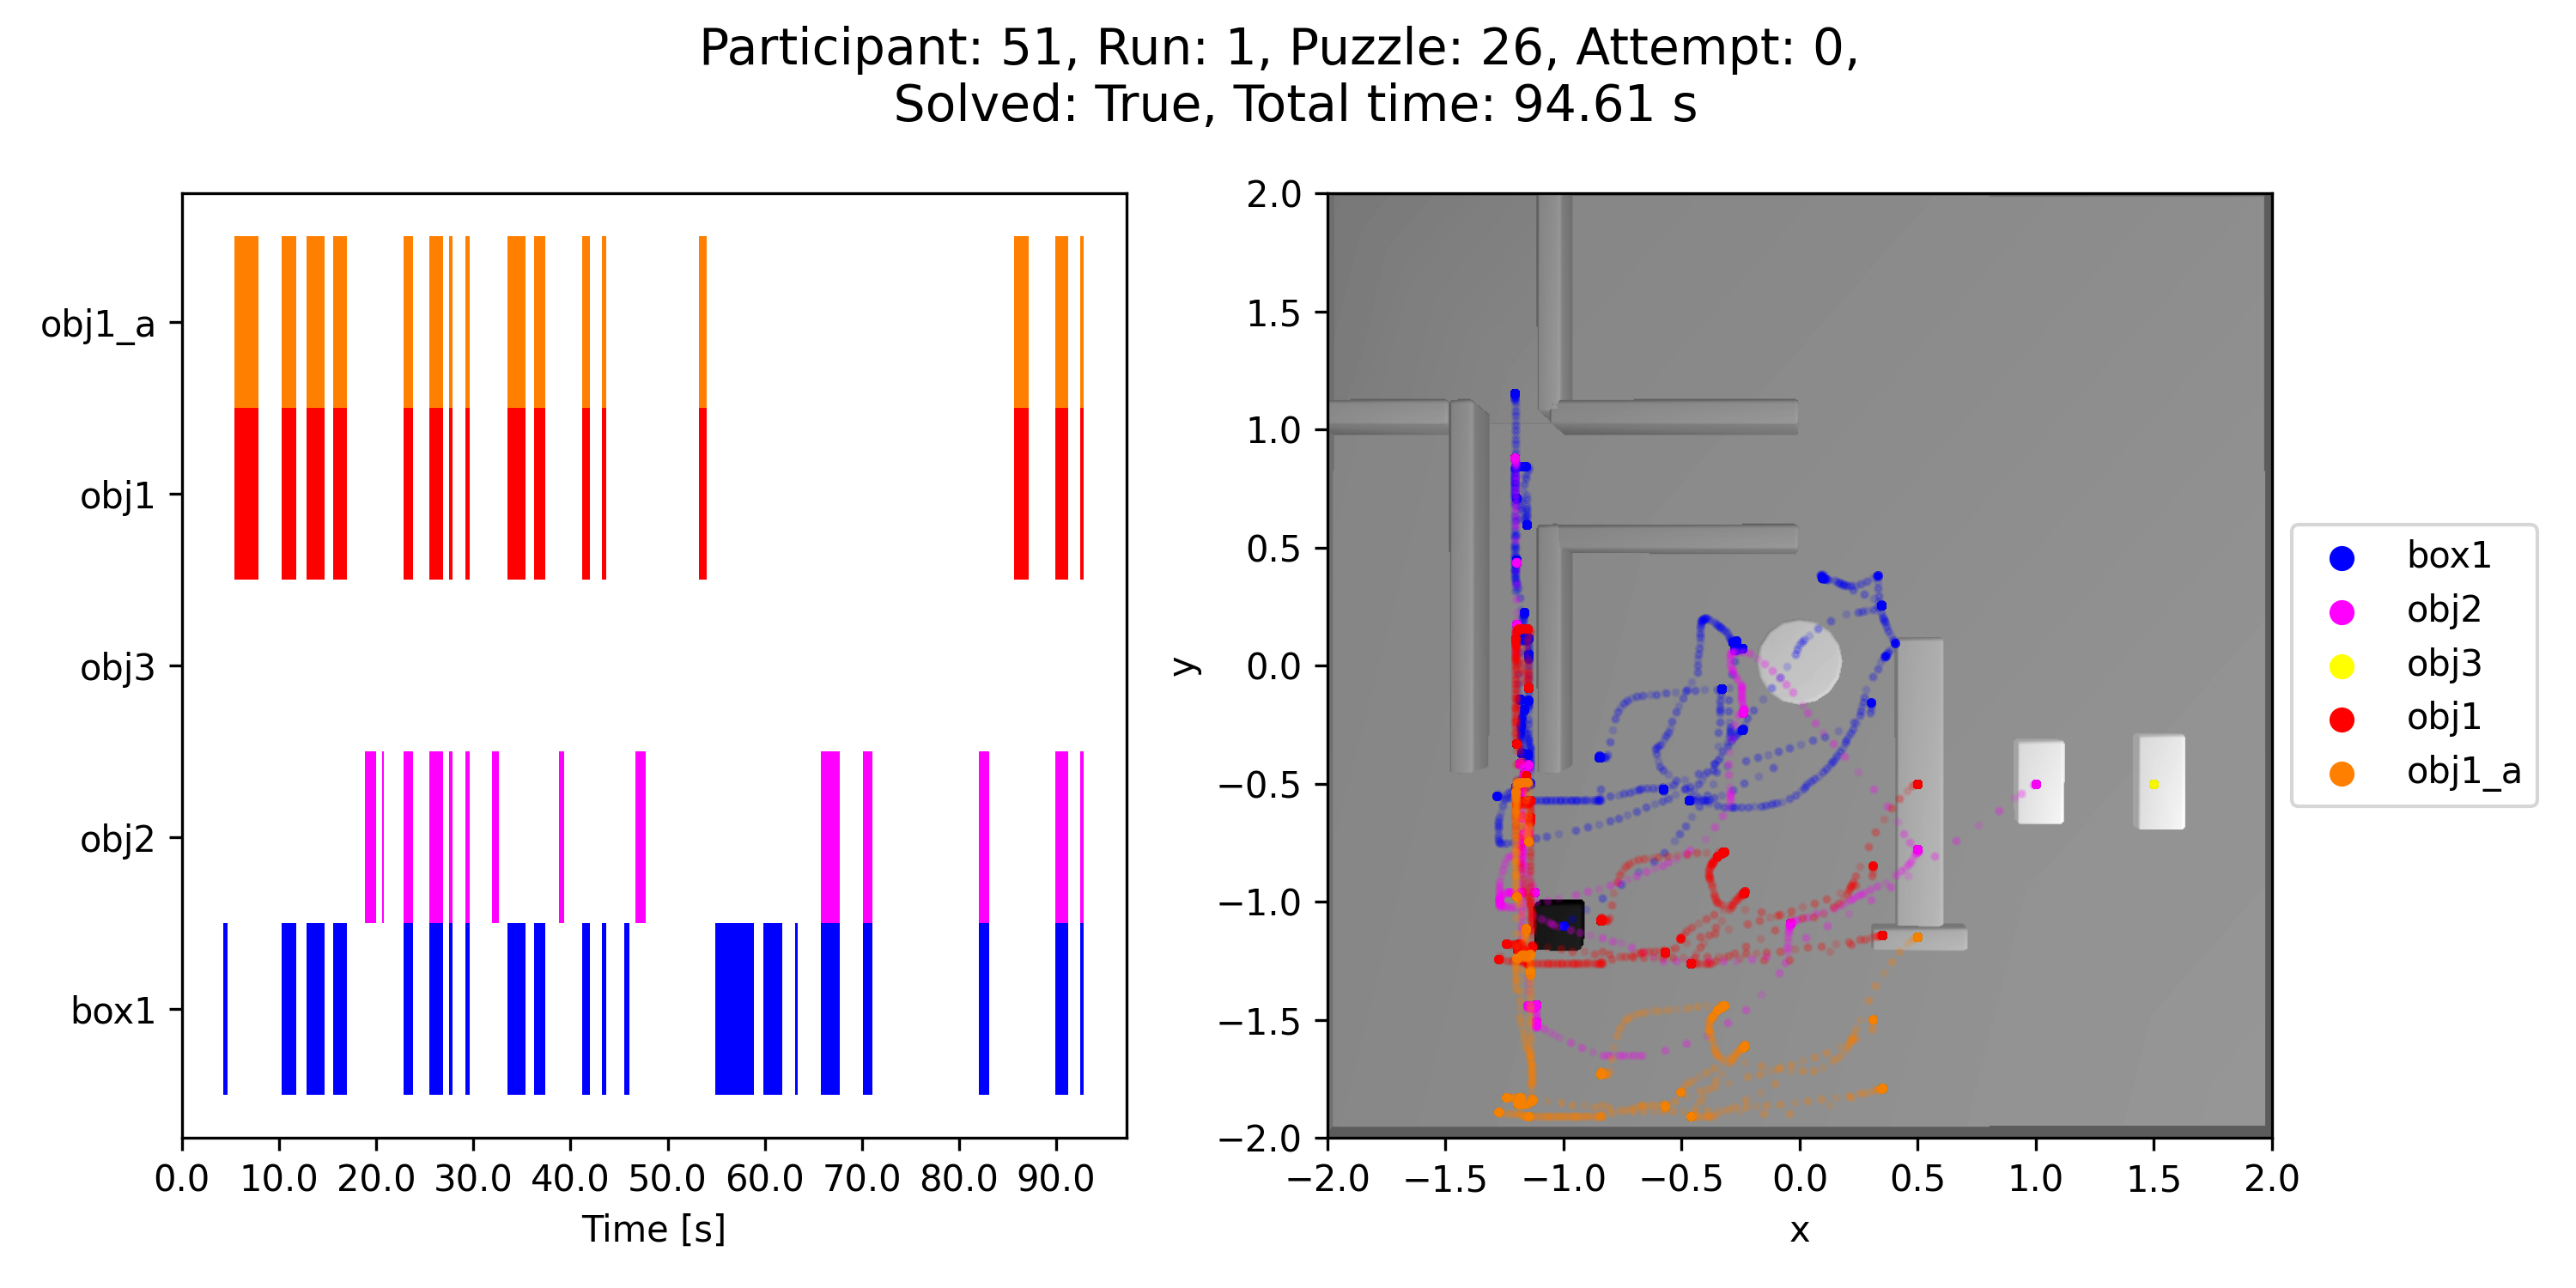 Participant: 51, Run: 1, Puzzle: 26, Attempt: 0,
Solved: True, Total time: 94.61 s
obj1_a
obj1
obj3
obj2
box1
0.0 10.0 20.0 30.0 40.0 50.0 60.0 70.0 80.0 90.0
Time [s]
2.0
1.5
1.0
0.5
0.0
−0.5
−1.0
−1.5
−2.0
y
−2.0 −1.5 −1.0 −0.5 0.0 0.5 1.0 1.5 2.0
x
box1
obj2
obj3
obj1
obj1_a